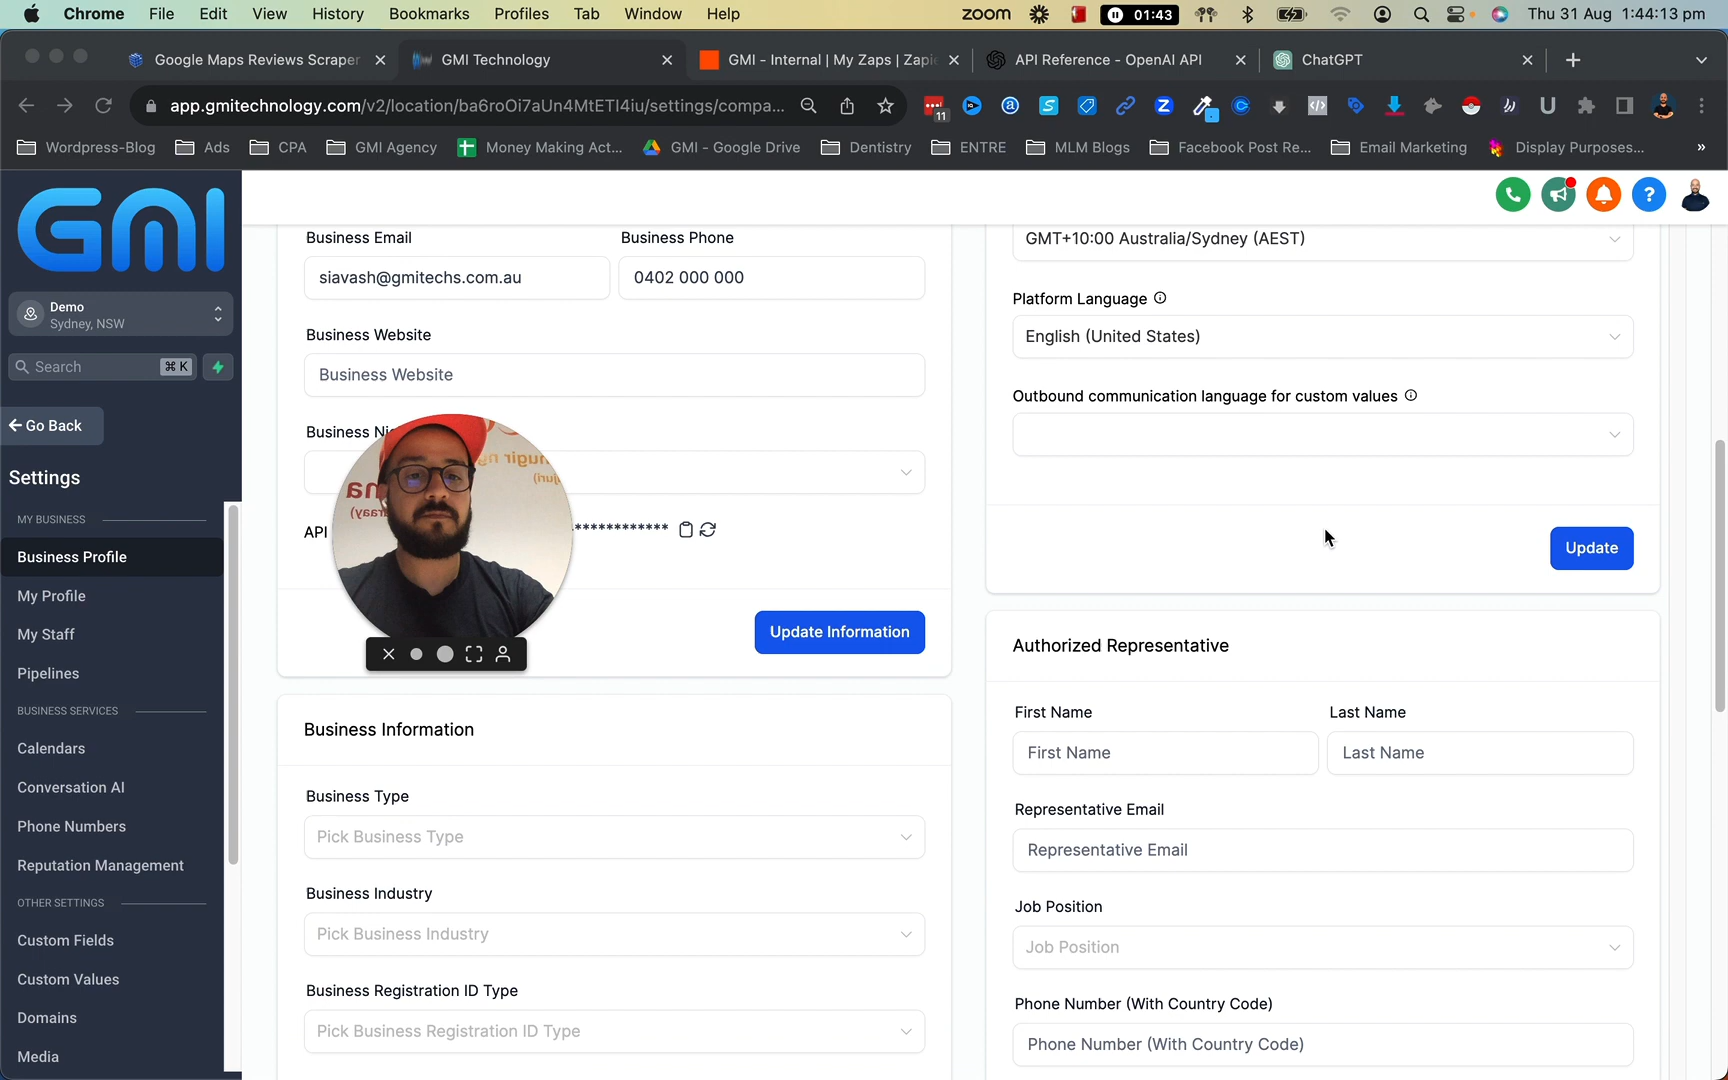 Chrome File Edit View History Bookmarks Profiles Tab Window Help zoom 01:43 Thu 31 Aug 1:44:13 pm
Google Maps Reviews Scraper GMI Technology GMI - Internal | My Zaps | Zapie API Reference - OpenAI API ChatGPT
app.gmitechnology.com/v2/location/ba6roOi7aUn4MtETI4iu/settings/compa... 11
Wordpress-Blog Ads CPA GMI Agency Money Making Act... GMI - Google Drive Dentistry ENTRE MLM Blogs Facebook Post Re... Email Marketing Display Purposes... »
GMI
Demo
Sydney, NSW
Search ⌘ K
Go Back
Settings
MY BUSINESS
Business Profile
My Profile
My Staff
Pipelines
BUSINESS SERVICES
Calendars
Conversation AI
Phone Numbers
Reputation Management
OTHER SETTINGS
Custom Fields
Custom Values
Domains
Media
Business Email Business Phone
siavash@gmitechs.com.au 0402 000 000
Business Website
Business Website
Business Ni
API ************
Update Information
Business Information
Business Type
Pick Business Type
Business Industry
Pick Business Industry
Business Registration ID Type
Pick Business Registration ID Type
GMT+10:00 Australia/Sydney (AEST)
Platform Language
English (United States)
Outbound communication language for custom values
Update
Authorized Representative
First Name Last Name
First Name Last Name
Representative Email
Representative Email
Job Position
Job Position
Phone Number (With Country Code)
Phone Number (With Country Code)